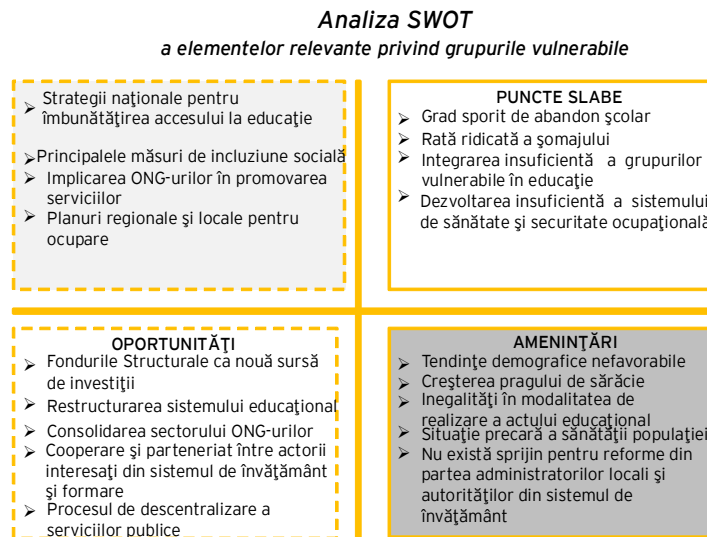 Analiza SWOT
a elementelor relevante privind grupurile vulnerabile
➢ Strategii naţionale pentru
îmbunătăţirea accesului la educaţie
➢Principalele măsuri de incluziune socială
➢ Implicarea ONG-urilor în promovarea
serviciilor
➢ Planuri regionale şi locale pentru
ocupare
PUNCTE SLABE
➢ Grad sporit de abandon şcolar
➢ Rată ridicată a şomajului
➢ Integrarea insuficientă a grupurilor
vulnerabile în educaţie
➢ Dezvoltarea insuficientă a sistemului
de sănătate şi securitate ocupaţională
OPORTUNITĂŢI
➢ Fondurile Structurale ca nouă sursă
de investiţii
➢ Restructurarea sistemului educaţional
➢ Consolidarea sectorului ONG-urilor
➢ Cooperare şi parteneriat între actorii
interesaţi din sistemul de învăţământ
şi formare
➢ Procesul de descentralizare a
serviciilor publice
AMENINŢĂRI
➢ Tendinţe demografice nefavorabile
➢ Creşterea pragului de sărăcie
➢ Inegalităţi în modalitatea de
realizare a actului educaţional
➢ Situaţie precară a sănătăţii populaţiei
➢ Nu există sprijin pentru reforme din
partea administratorilor locali şi
autorităţilor din sistemul de
învăţământ